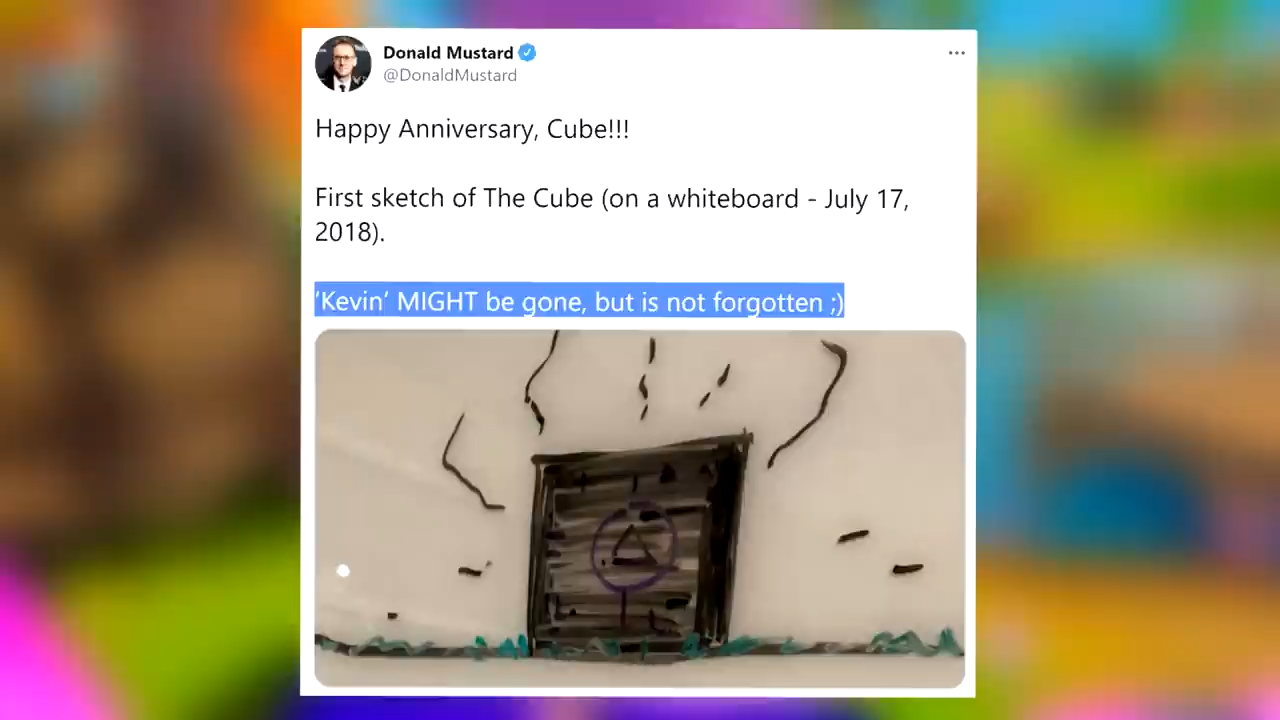 Donald Mustard
@DonaldMustard
Happy Anniversary, Cube!!!
First sketch of The Cube (on a whiteboard - July 17,
2018).
‘Kevin’ MIGHT be gone, but is not forgotten ;)